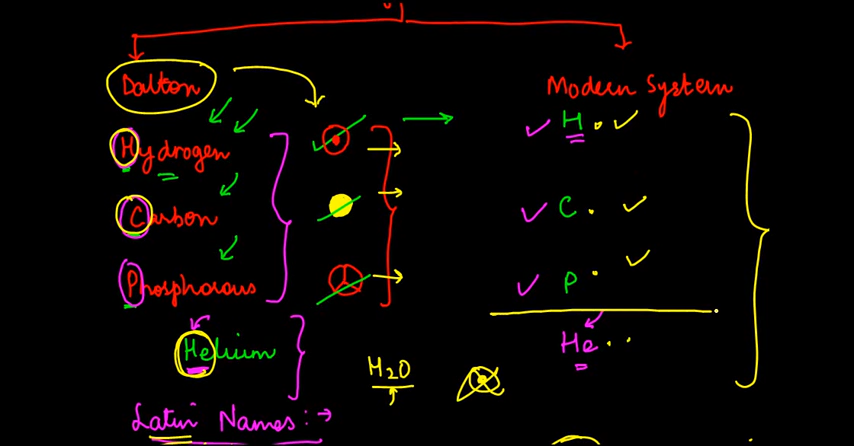 Dalton
Modern System
Hydrogen
H
Carbon
C
Phosphorous
P
Helium
He
H2O
Latin Names:→